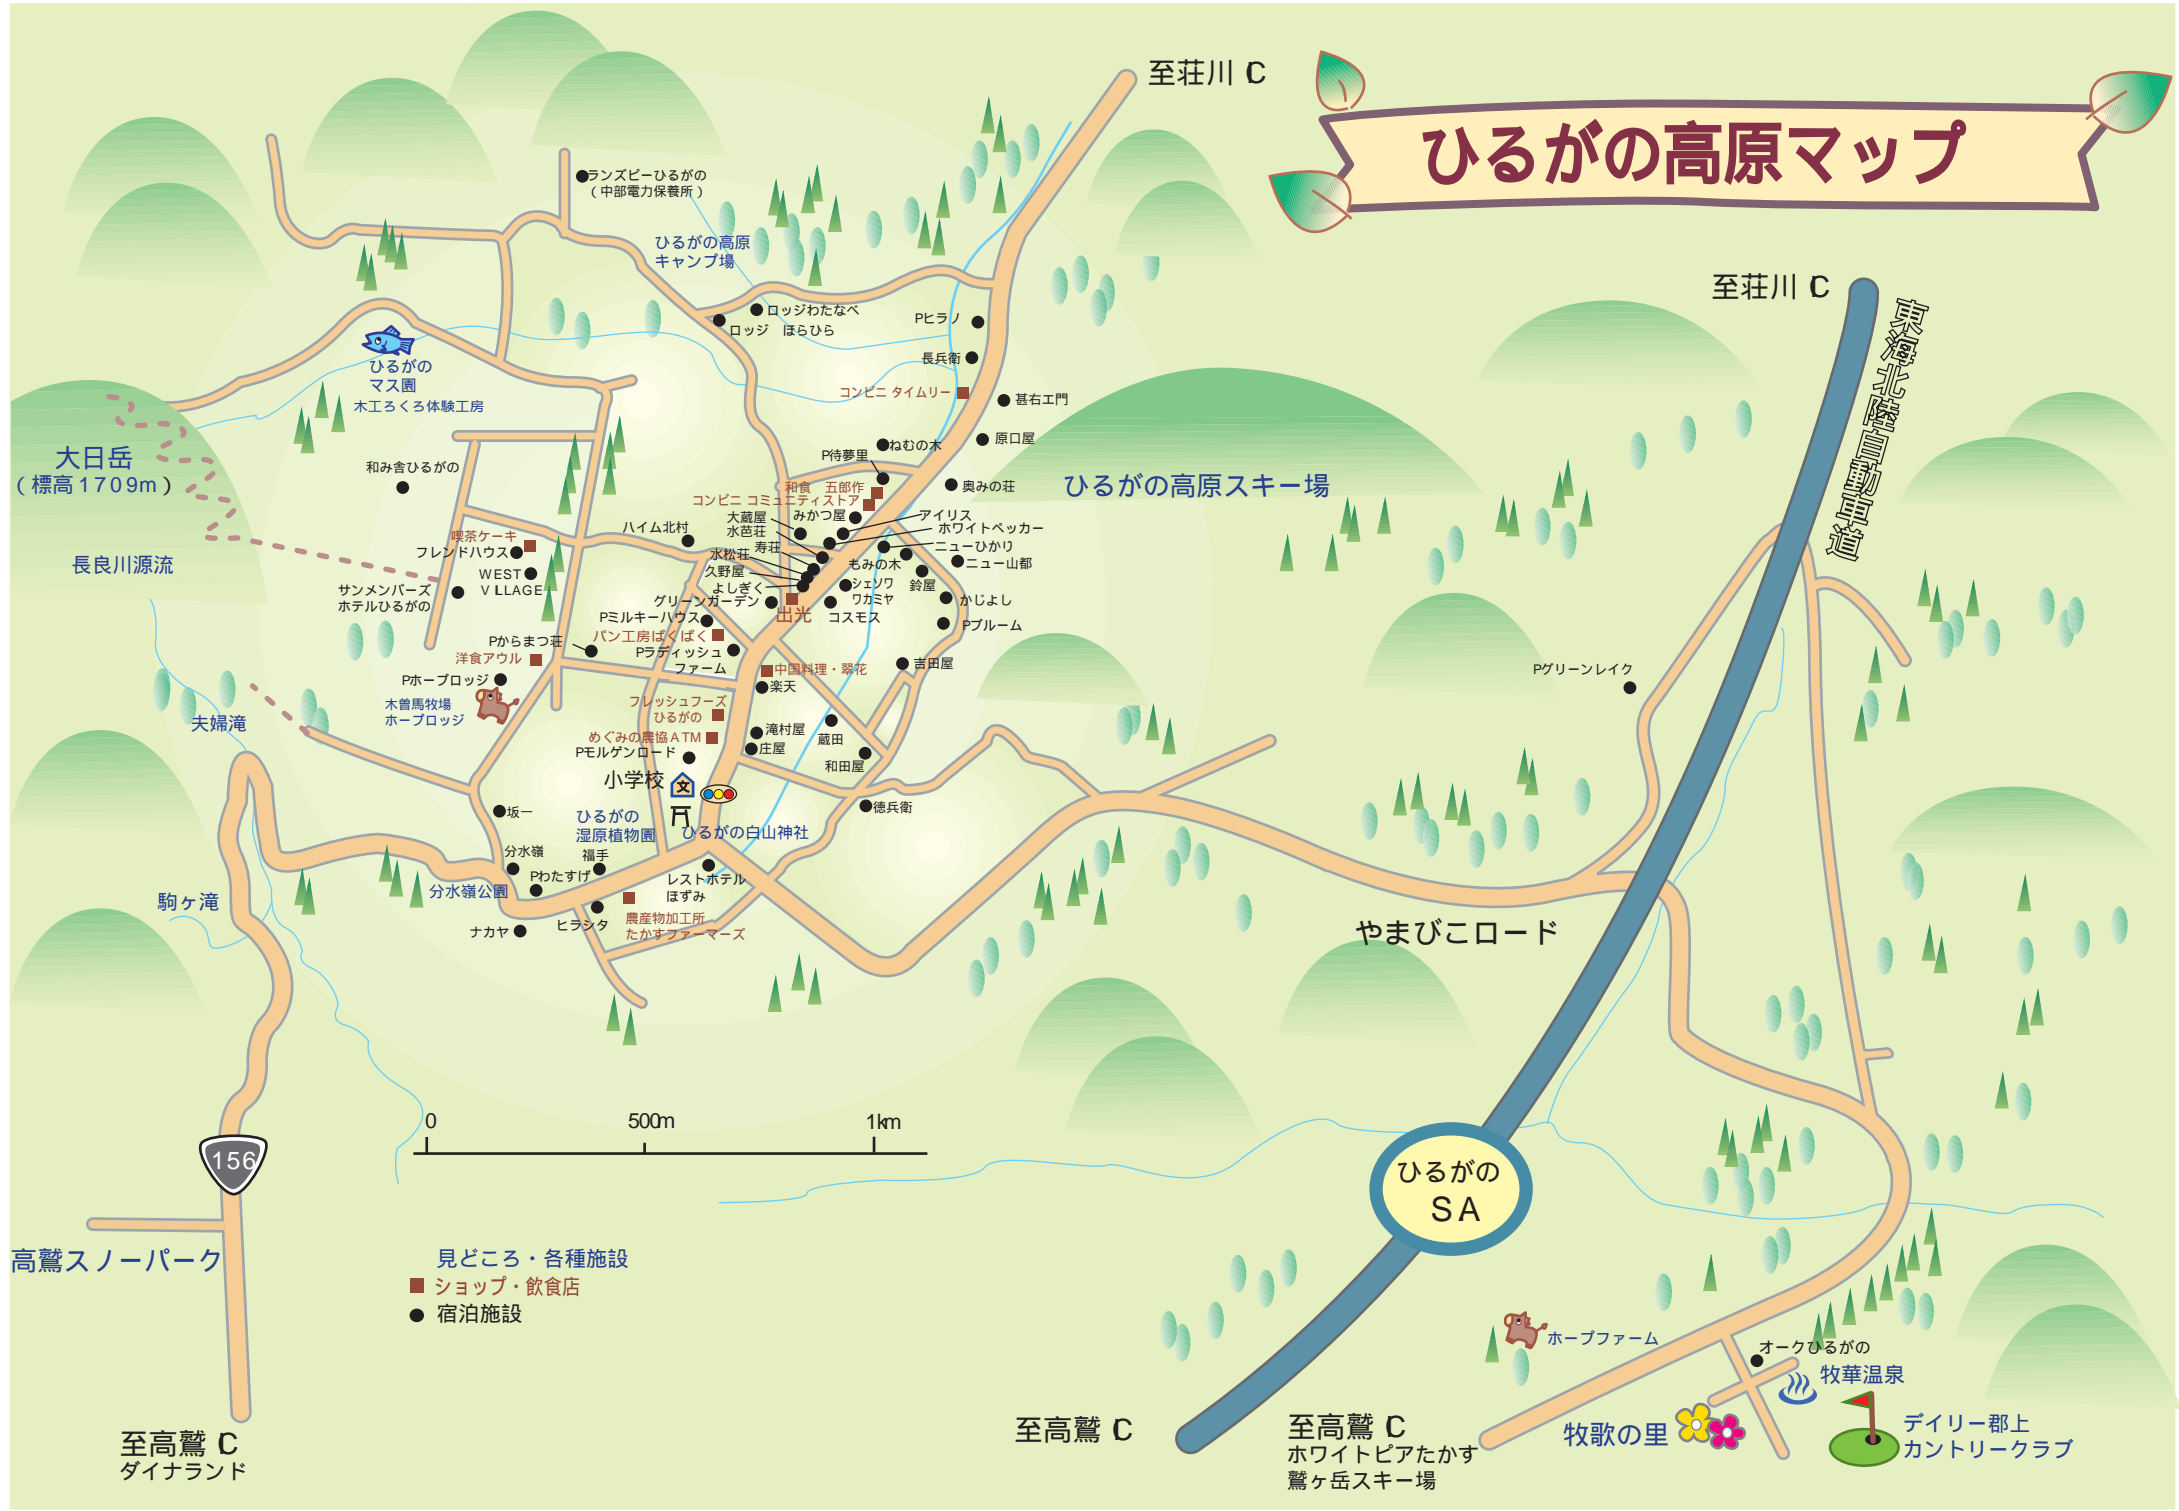 ひるがの高原マップ
至荘川 IC
至荘川 IC
東海北陸自動車道
ランズビーひるがの
(中部電力保養所)
ひるがの高原
キャンプ場
ロッジわたなべ
ロッジ ほらひら
Pヒラノ
長兵衛
コンビニ タイムリー
甚右エ門
原口屋
ねむの木
P待夢里
奥みの荘
ひるがの高原スキー場
ひるがの
マス園
木工ろくろ体験工房
大日岳
(標高1709m)
長良川源流
和み舎ひるがの
和食 五郎作
コンビニ コミュニティストア
みかつ屋
大蔵屋
水芭荘
寿荘
水松荘
久野屋
よしきく
アイリス
ホワイトペッカー
ニューひかり
もみの木
ニュー山都
鈴屋
シェソワ
ワカミヤ
かじよし
コスモス
Pブルーム
ハイム北村
喫茶ケーキ
フレンドハウス
WEST
VILLAGE
サンメンバーズ
ホテルひるがの
グリーンガーデン
出光
Pミルキーハウス
パン工房ぱくぱく
Pラディッシュ
ファーム
Pからまつ荘
洋食アウル
Pホープロッジ
木曽馬牧場
ホープロッジ
中国料理・翠花
楽天
吉田屋
フレッシュフーズ
ひるがの
めぐみの農協ATM
Pモルゲンロード
滝村屋
庄屋
蔵田
和田屋
徳兵衛
小学校
文
ひるがの
湿原植物園
ひるがの白山神社
夫婦滝
坂一
分水嶺
福手
Pわたすげ
分水嶺公園
レストホテル
ほずみ
ヒラシタ
ナカヤ
農産物加工所
たかすファーマーズ
駒ヶ滝
Pグリーンレイク
やまびこロード
0
500m
1km
156
ひるがの
SA
高鷲スノーパーク
見どころ・各種施設
ショップ・飲食店
宿泊施設
ホープファーム
オークひるがの
牧華温泉
牧歌の里
デイリー郡上
カントリークラブ
至高鷲 IC
ダイナランド
至高鷲 IC
至高鷲 IC
ホワイトピアたかす
鷲ヶ岳スキー場